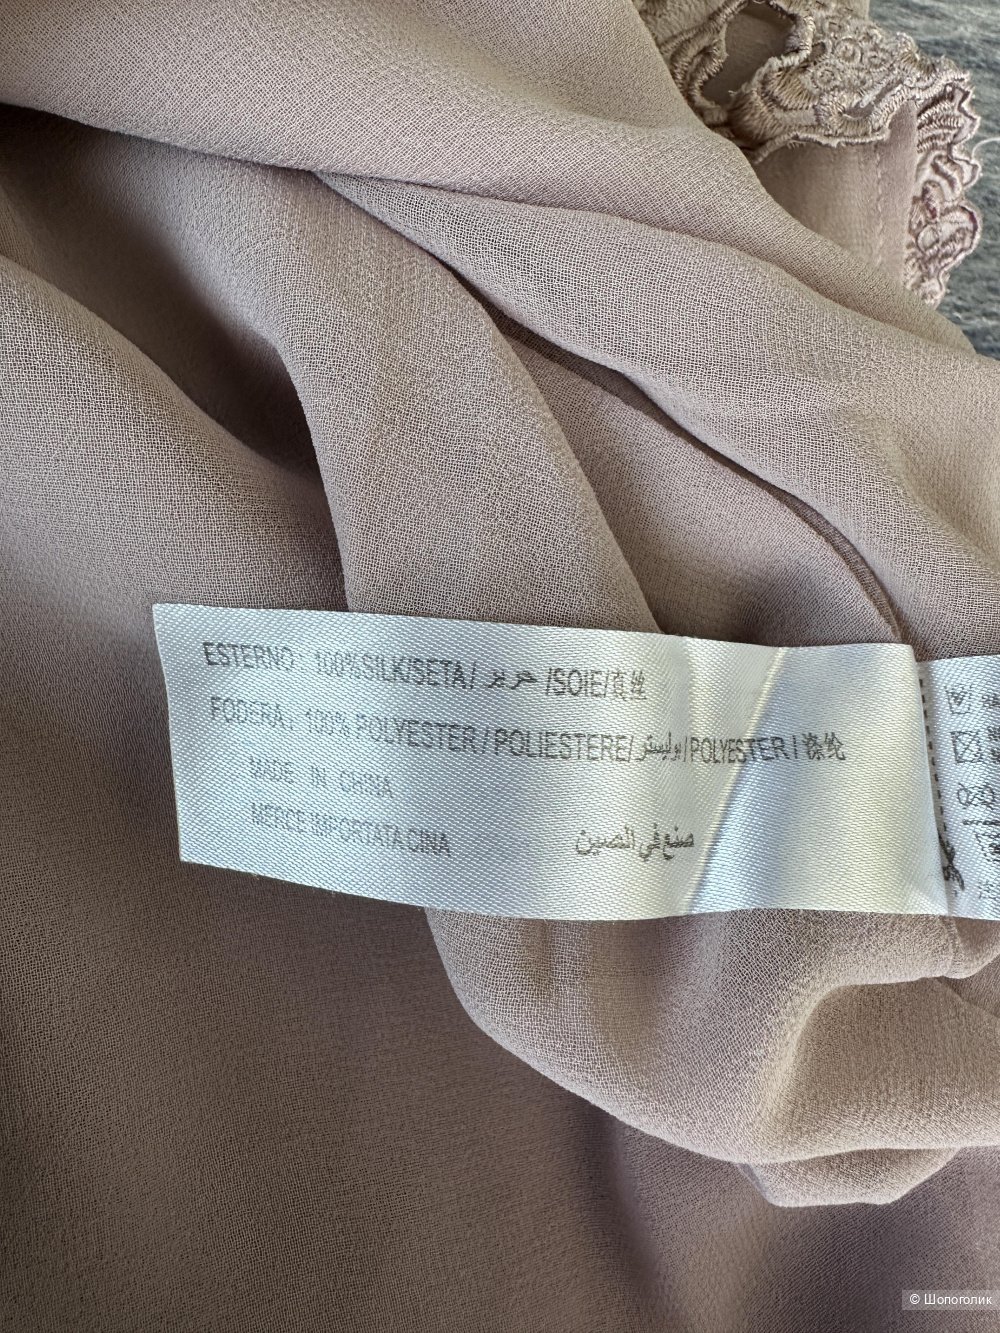 ESTERNO: 100%SILK/SETA/ حرير /SOIE/真丝
FODERA: 100% POLYESTER/POLIESTERE/بوليستر/POLYESTER/涤纶
MADE IN CHINA
MERCE IMPORTATA CINA صنع في الصين
© Шопоголик